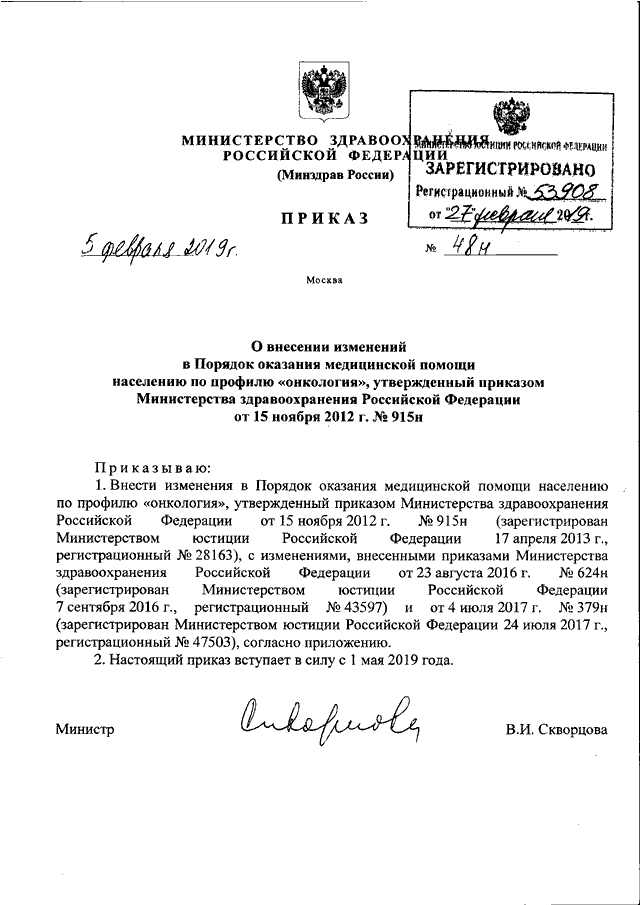 МИНИСТЕРСТВО ЗДРАВООХРАНЕНИЯ
РОССИЙСКОЙ ФЕДЕРАЦИИ
(Минздрав России)
ПРИКАЗ
МИНИСТЕРСТВО ЮСТИЦИИ РОССИЙСКОЙ ФЕДЕРАЦИИ
ЗАРЕГИСТРИРОВАНО
Регистрационный № 53908
от "27" февраля 2019г.
5 февраля 2019г.
№ 48н
Москва
О внесении изменений
в Порядок оказания медицинской помощи
населению по профилю «онкология», утвержденный приказом
Министерства здравоохранения Российской Федерации
от 15 ноября 2012 г. № 915н
Приказываю:
1. Внести изменения в Порядок оказания медицинской помощи населению
по профилю «онкология», утвержденный приказом Министерства здравоохранения
Российской Федерации от 15 ноября 2012 г. № 915н (зарегистрирован
Министерством юстиции Российской Федерации 17 апреля 2013 г.,
регистрационный № 28163), с изменениями, внесенными приказами Министерства
здравоохранения Российской Федерации от 23 августа 2016 г. № 624н
(зарегистрирован Министерством юстиции Российской Федерации
7 сентября 2016 г., регистрационный № 43597) и от 4 июля 2017 г. № 379н
(зарегистрирован Министерством юстиции Российской Федерации 24 июля 2017 г.,
регистрационный № 47503), согласно приложению.
2. Настоящий приказ вступает в силу с 1 мая 2019 года.
Министр В.И. Скворцова